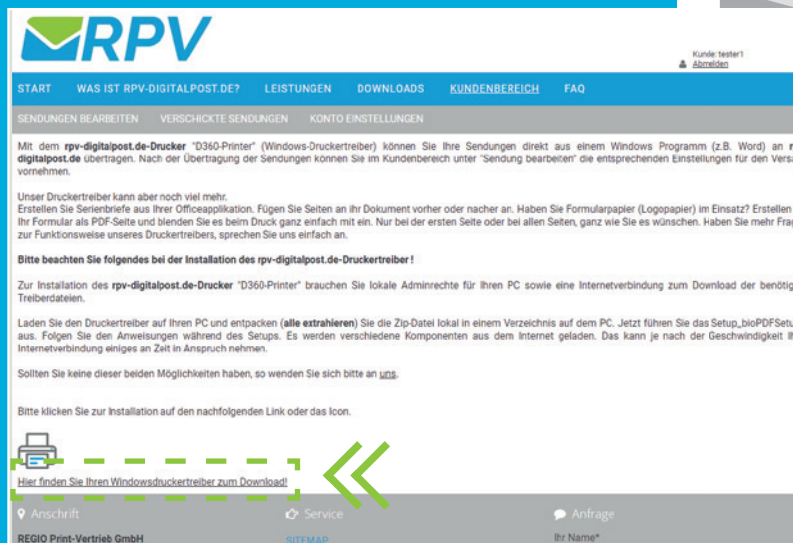 RPV
Kunde: tester1
Abmelden
START WAS IST RPV-DIGITALPOST.DE? LEISTUNGEN DOWNLOADS KUNDENBEREICH FAQ
SENDUNGEN BEARBEITEN VERSCHICKTE SENDUNGEN KONTO EINSTELLUNGEN
Mit dem rpv-digitalpost.de-Drucker "D360-Printer" (Windows-Druckertreiber) können Sie Ihre Sendungen direkt aus einem Windows Programm (z.B. Word) an
digitalpost.de übertragen. Nach der Übertragung der Sendungen können Sie im Kundenbereich unter "Sendung bearbeiten" die entsprechenden Einstellungen für den Versa
vornehmen.
Unser Druckertreiber kann aber noch viel mehr.
Erstellen Sie Serienbriefe aus Ihrer Officeapplikation. Fügen Sie Seiten an ihr Dokument vorher oder nacher an. Haben Sie Formularpapier (Logopapier) im Einsatz? Erstellen
Ihr Formular als PDF-Seite und blenden Sie es beim Druck ganz einfach mit ein. Nur bei der ersten Seite oder bei allen Seiten, ganz wie Sie es wünschen. Haben Sie mehr Frag
zur Funktionsweise unseres Druckertreibers, sprechen Sie uns einfach an.
Bitte beachten Sie folgendes bei der Installation des rpv-digitalpost.de-Druckertreiber !
Zur Installation des rpv-digitalpost.de-Drucker "D360-Printer" brauchen Sie lokale Adminrechte für Ihren PC sowie eine Internetverbindung zum Download der benötig
Treiberdateien.
Laden Sie den Druckertreiber auf Ihren PC und entpacken (alle extrahieren) Sie die Zip-Datei lokal in einem Verzeichnis auf dem PC. Jetzt führen Sie das Setup_bioPDFSetu
aus. Folgen Sie den Anweisungen während des Setups. Es werden verschiedene Komponenten aus dem Internet geladen. Das kann je nach der Geschwindigkeit Ih
Internetverbindung einiges an Zeit in Anspruch nehmen.
Sollten Sie keine dieser beiden Möglichkeiten haben, so wenden Sie sich bitte an uns.
Bitte klicken Sie zur Installation auf den nachfolgenden Link oder das Icon.
Hier finden Sie Ihren Windowsdruckertreiber zum Download!
Anschrift Service Anfrage
REGIO Print-Vertrieb GmbH SITEMAP Ihr Name*